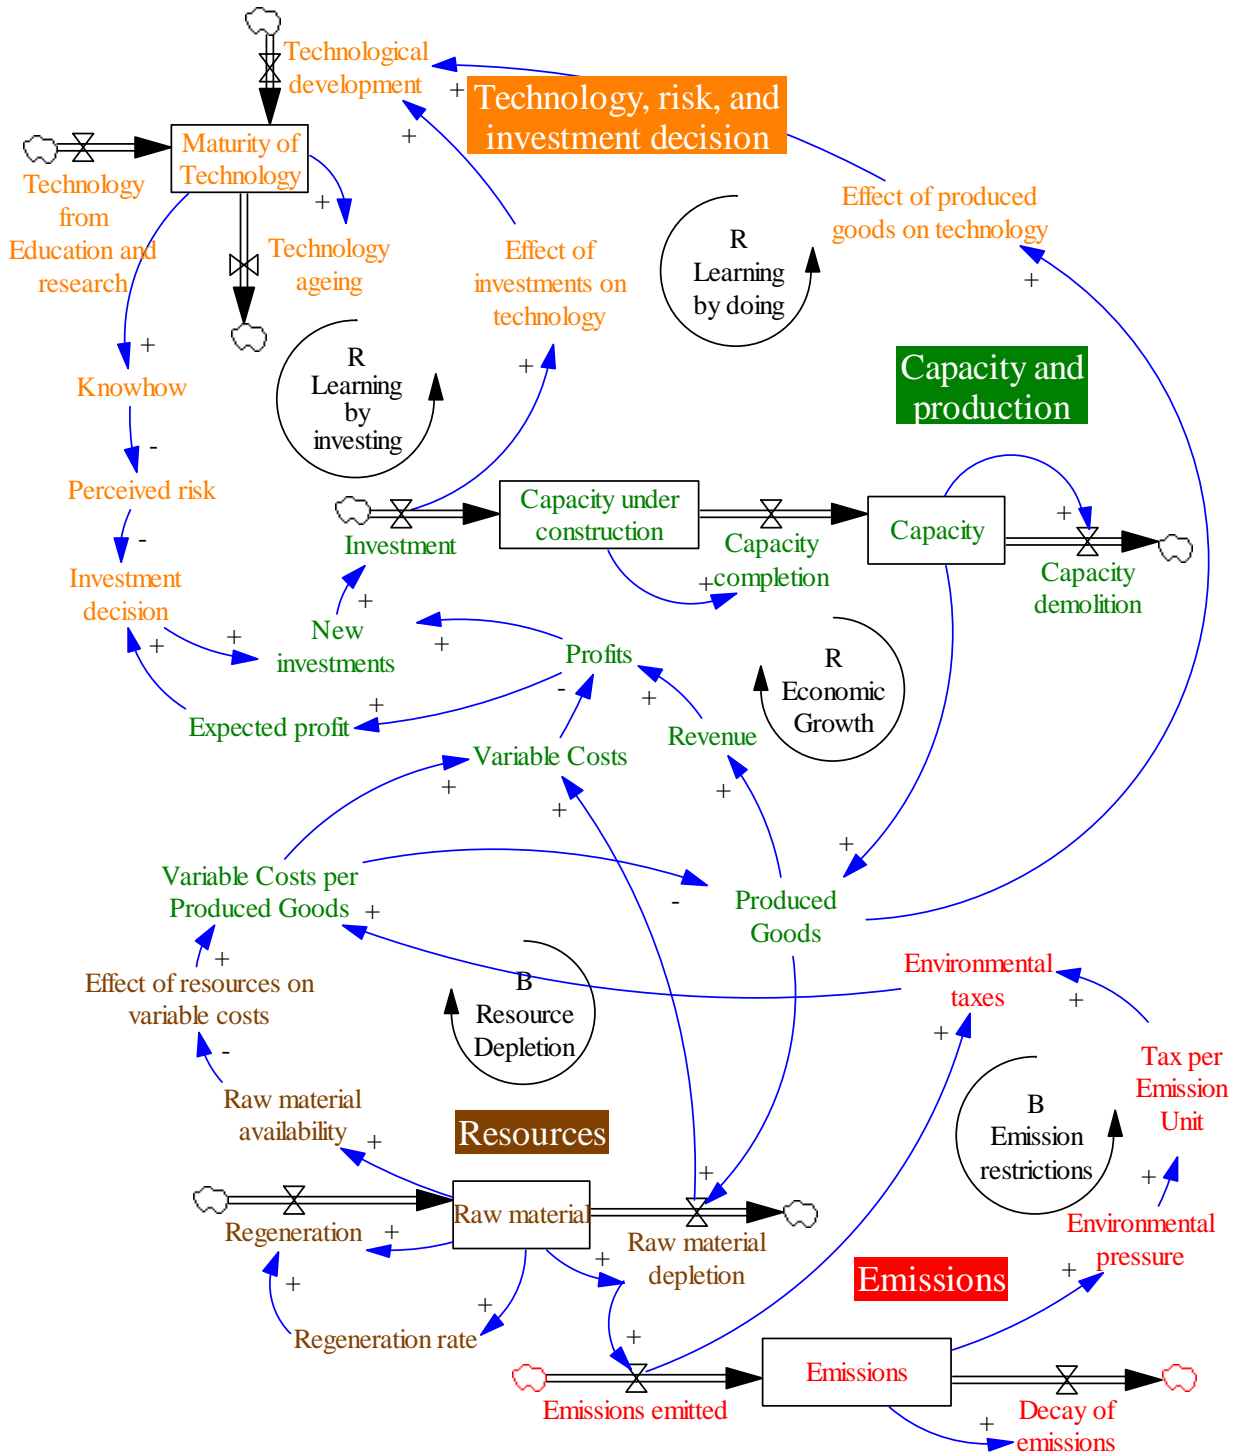 Technological
development
+
Technology, risk, and
investment decision
+
Maturity of
Technology
Technology
from
Education and
research
+
Technology
ageing
Effect of
investments on
technology
Effect of produced
goods on technology
+
R
Learning
by doing
R
Learning
by
investing
+
+
Knowhow
-
Capacity and
production
Perceived risk
-
Investment
decision
+
+
Investment
+
New
investments
Capacity under
construction
+
Capacity
completion
Capacity
+
Capacity
demolition
+
Profits
-
+
+
Expected profit
Revenue
R
Economic
Growth
Variable Costs
+
+
+
+
Variable Costs per
Produced Goods
+
-
Produced
Goods
+
Effect of resources on
variable costs
-
B
Resource
Depletion
Environmental
taxes
+
+
Tax per
Emission
Unit
Raw material
availability
+
Resources
B
Emission
restrictions
+
+
Environmental
pressure
+
Raw material
Regeneration
+
+
+
Regeneration rate
+
Raw material
depletion
Emissions
+
Emissions emitted
Emissions
+
Decay of
emissions